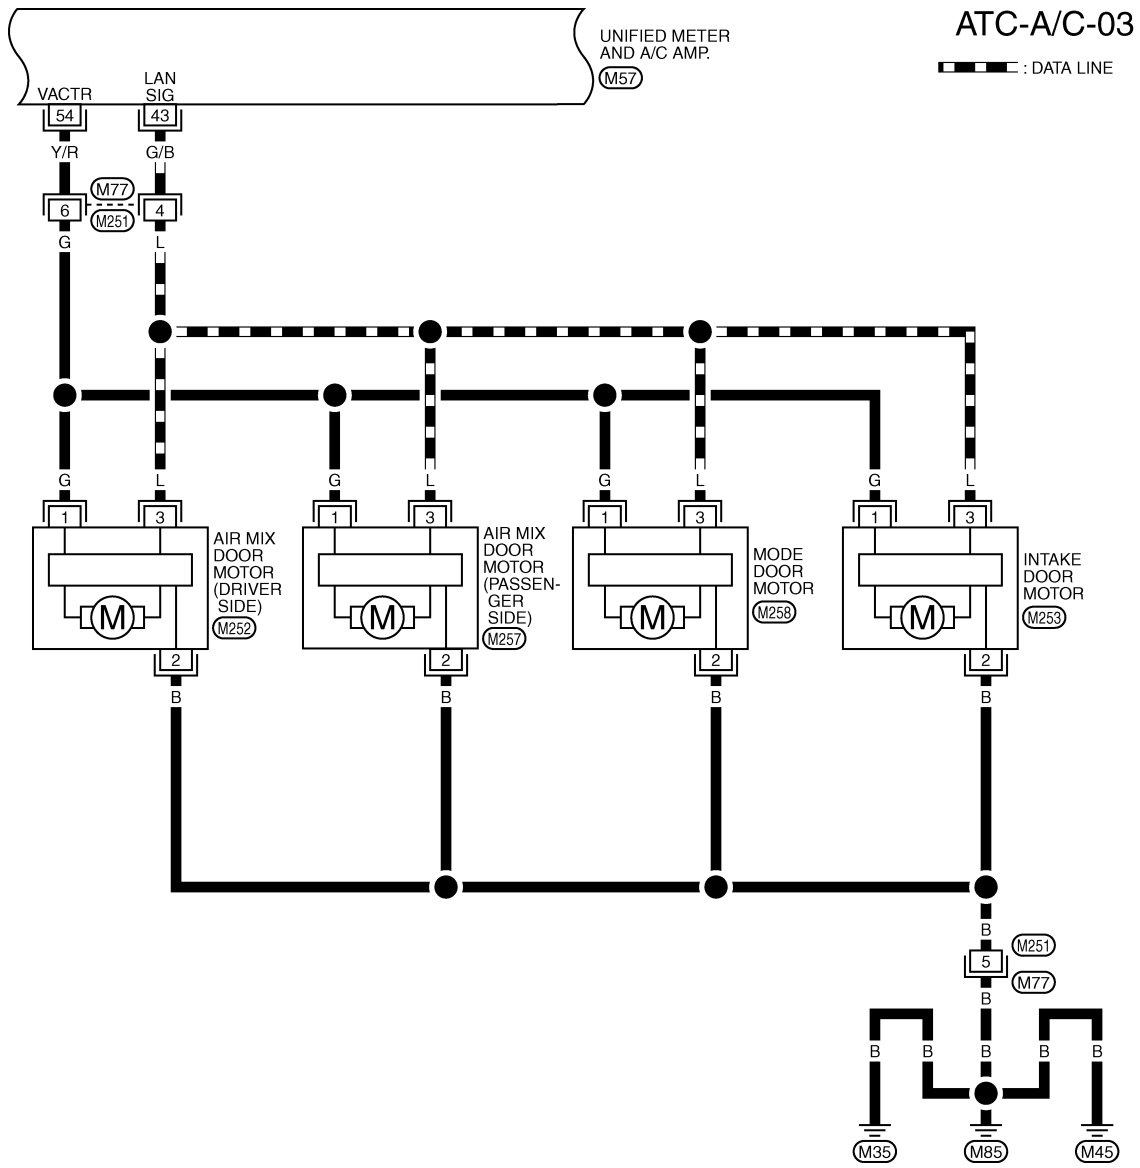 ATC-A/C-03
: DATA LINE
UNIFIED METER
AND A/C AMP.
M57
VACTR
LAN
SIG
54
43
Y/R
G/B
M77
6
4
M251
G
L
G
L
G
L
G
L
G
L
1
3
1
3
1
3
1
3
AIR MIX
DOOR
MOTOR
(DRIVER
SIDE)
M252
AIR MIX
DOOR
MOTOR
(PASSEN-
GER
SIDE)
M257
MODE
DOOR
MOTOR
M258
INTAKE
DOOR
MOTOR
M253
M
M
M
M
2
2
2
2
B
B
B
B
B
5
M251
M77
B
B
B
B
B
B
M35
M85
M45